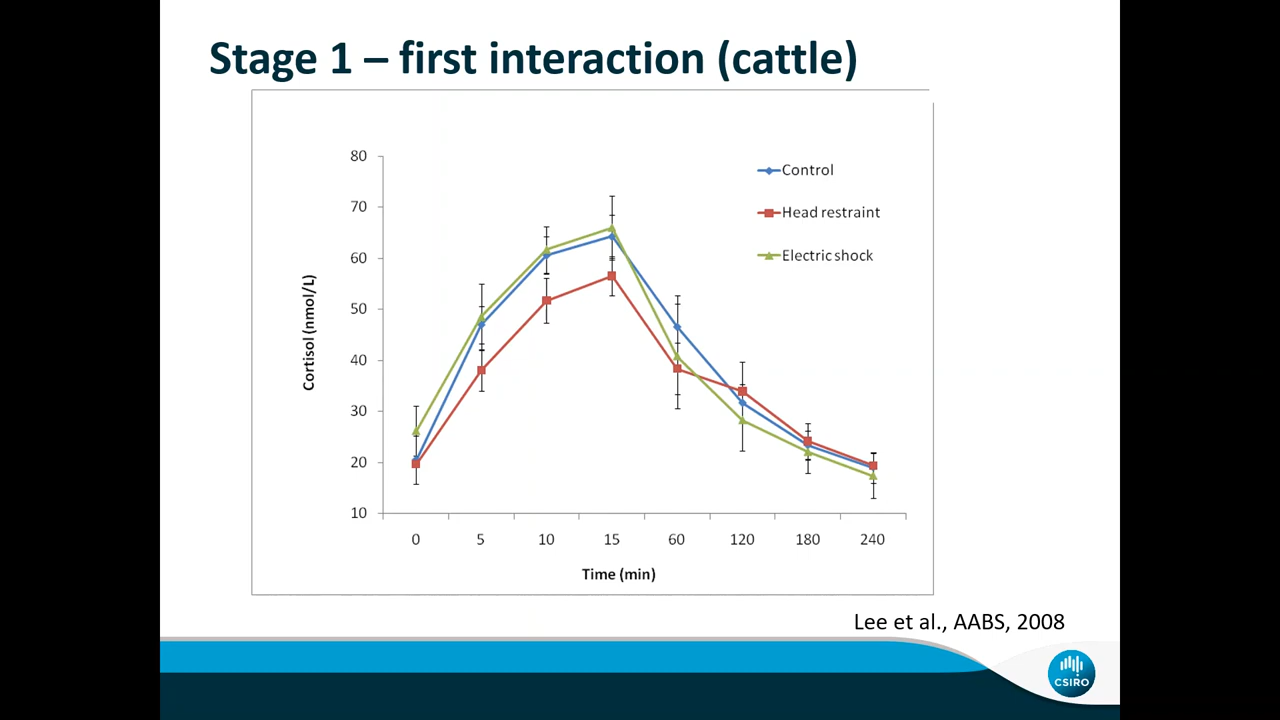 Stage 1 – first interaction (cattle)
80
70
60
50
40
30
20
10
Cortisol (nmol/L)
Control
Head restraint
Electric shock
0 5 10 15 60 120 180 240
Time (min)
Lee et al., AABS, 2008
CSIRO